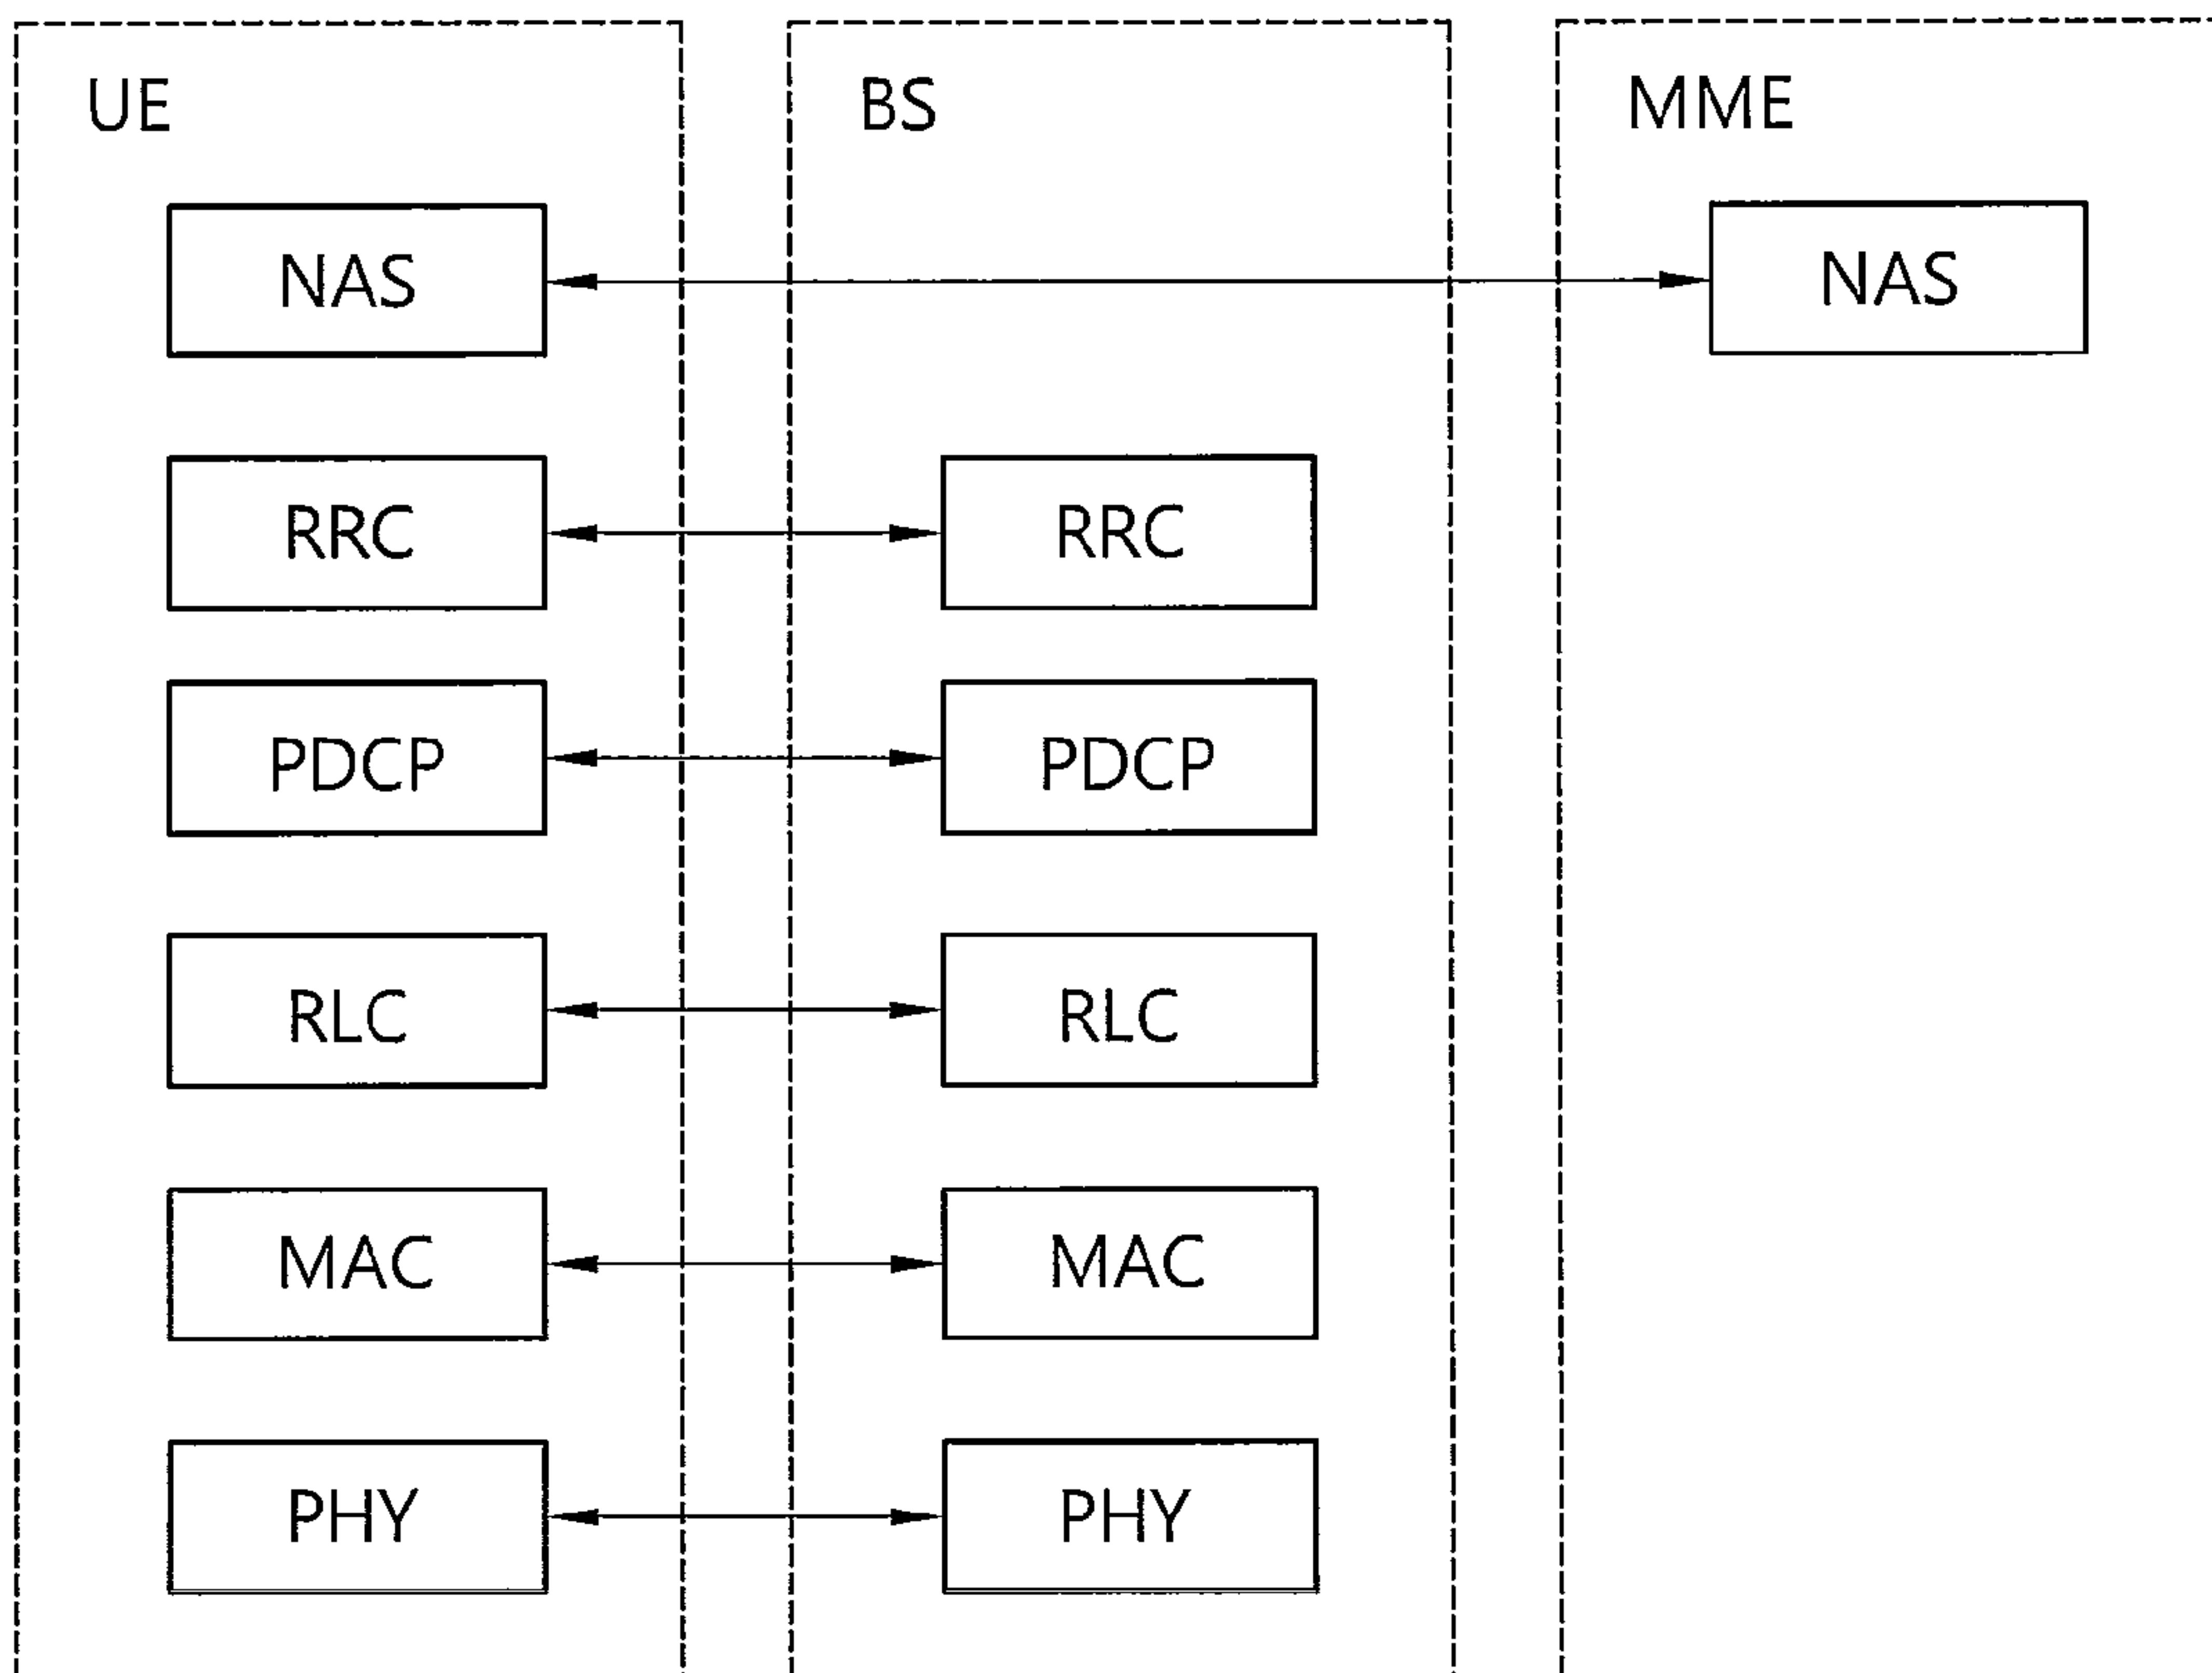 UE BS MME
NAS NAS
RRC RRC
PDCP PDCP
RLC RLC
MAC MAC
PHY PHY